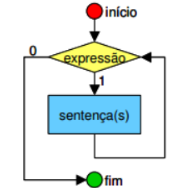 início
0
expressão
1
sentença(s)
fim